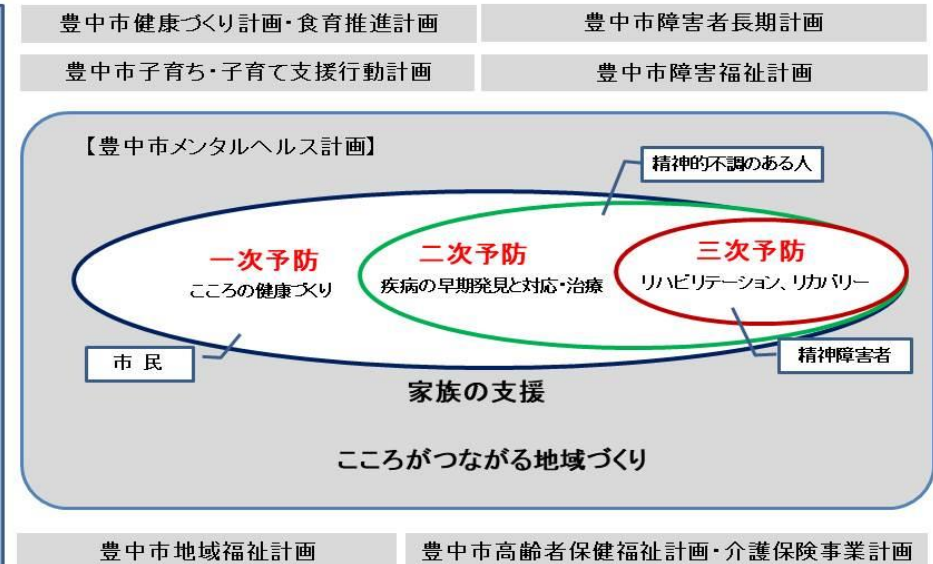 豊中市健康づくり計画・食育推進計画
豊中市障害者長期計画
豊中市子育ち・子育て支援行動計画
豊中市障害福祉計画
【豊中市メンタルヘルス計画】
精神的不調のある人
一次予防
こころの健康づくり
二次予防
疾病の早期発見と対応・治療
三次予防
リハビリテーション、リカバリー
市 民
精神障害者
家族の支援
こころがつながる地域づくり
豊中市地域福祉計画
豊中市高齢者保健福祉計画・介護保険事業計画